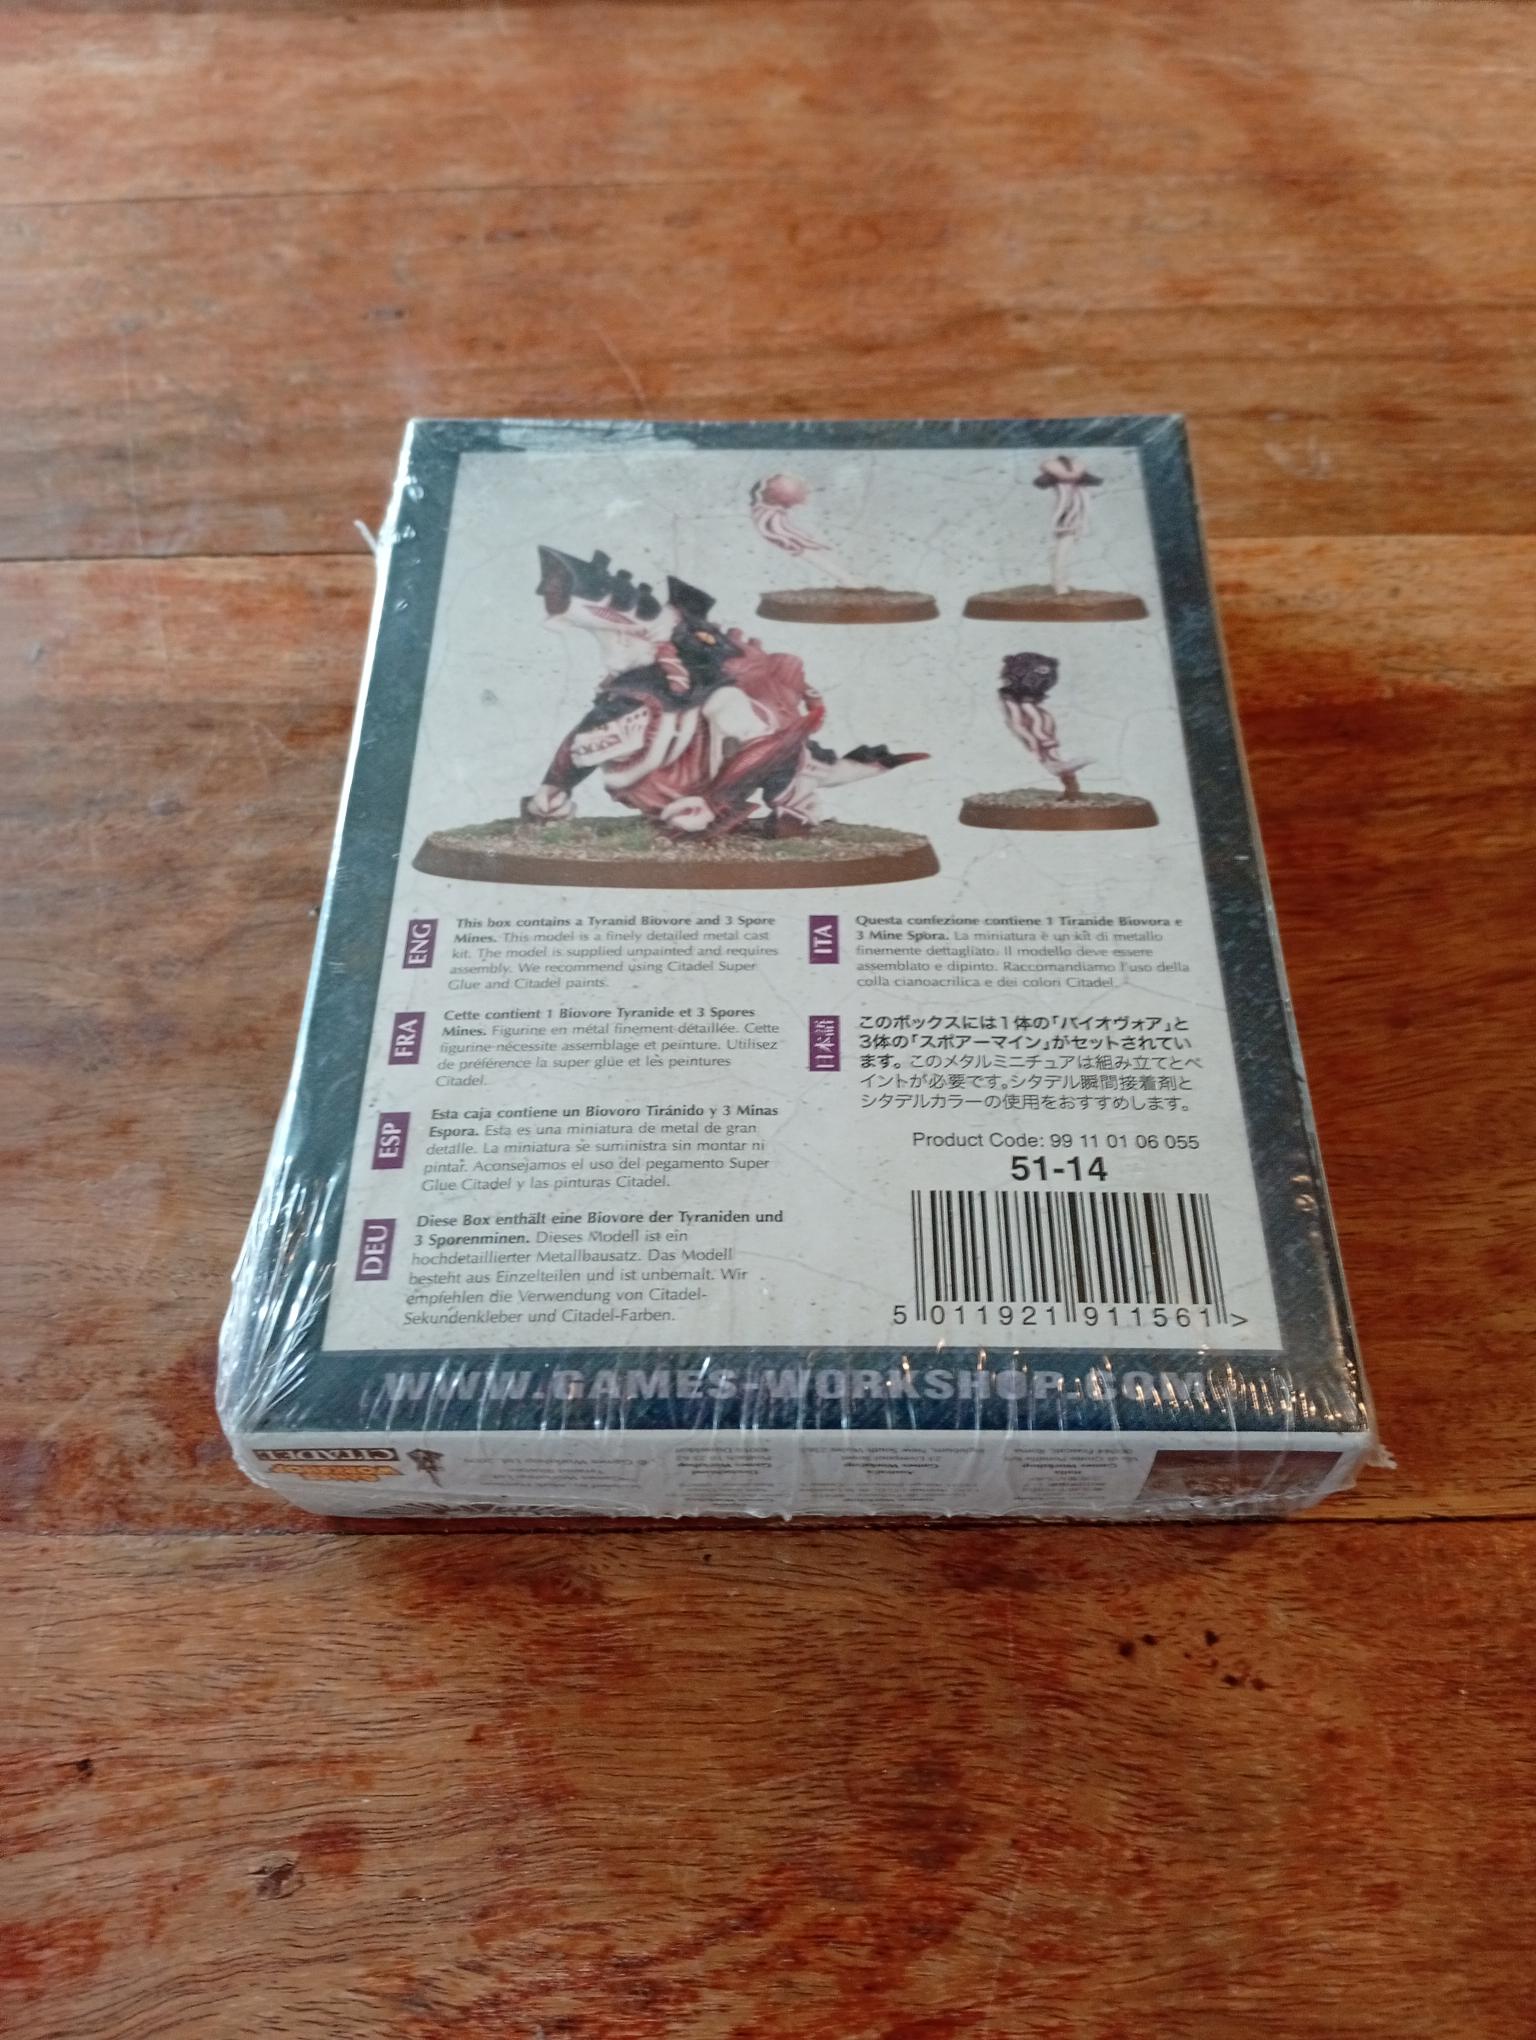 ENG
This box contains a Tyranid Biovore and 3 Spore
Mines. This model is a finely detailed metal cast
kit. The model is supplied unpainted and requires
assembly. We recommend using Citadel Super
Glue and Citadel paints.
FRA
Cette contient 1 Biovore Tyranide et 3 Spores
Mines. Figurine en métal finement détaillée. Cette
figurine nécessite assemblage et peinture. Utilisez
de préférence la super glue et les peintures
Citadel.
ESP
Esta caja contiene un Biovoro Tiránido y 3 Minas
Espora. Esta es una miniatura de metal de gran
detalle. La miniatura se suministra sin montar ni
pintar. Aconsejamos el uso del pegamento Super
Glue Citadel y las pinturas Citadel.
DEU
Diese Box enthält eine Biovore der Tyraniden und
3 Sporenminen. Dieses Modell ist ein
hochdetaillierter Metallbausatz. Das Modell
besteht aus Einzelteilen und ist unbemalt. Wir
empfehlen die Verwendung von Citadel-
Sekundenkleber und Citadel-Farben.
ITA
Questa confezione contiene 1 Tiranide Biovora e
3 Mine Spora. La miniatura è un kit di metallo
finemente dettagliato. Il modello deve essere
assemblato e dipinto. Raccomandiamo l'uso della
colla cianoacrilica e dei colori Citadel.
日本語
このボックスには1体の「バイオヴォア」と
3体の「スポアーマイン」がセットされてい
ます。このメタルミニチュアは組み立てとペ
イントが必要です。シタデル瞬間接着剤と
シタデルカラーの使用をおすすめします。
Product Code: 99 11 01 06 055
51-14
5 011921 911561 >
WWW.GAMES-WORKSHOP.COM
CITADEL
GAMES
WORKSHOP